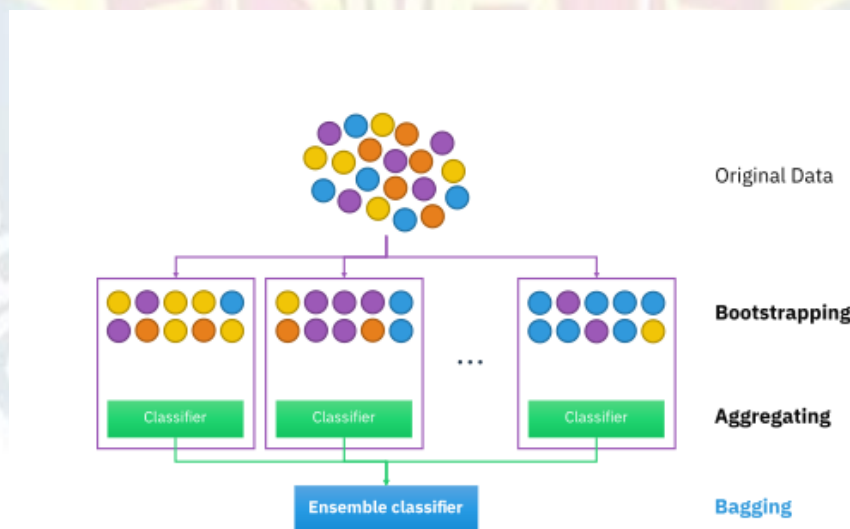 Original Data
Bootstrapping
...
Classifier Classifier Classifier
Aggregating
Ensemble classifier
Bagging